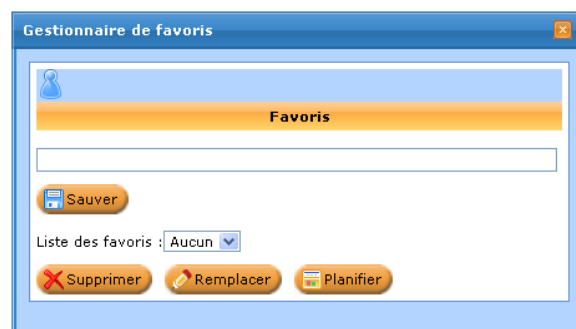 Gestionnaire de favoris
Favoris
Sauver
Liste des favoris : Aucun
Supprimer Remplacer Planifier